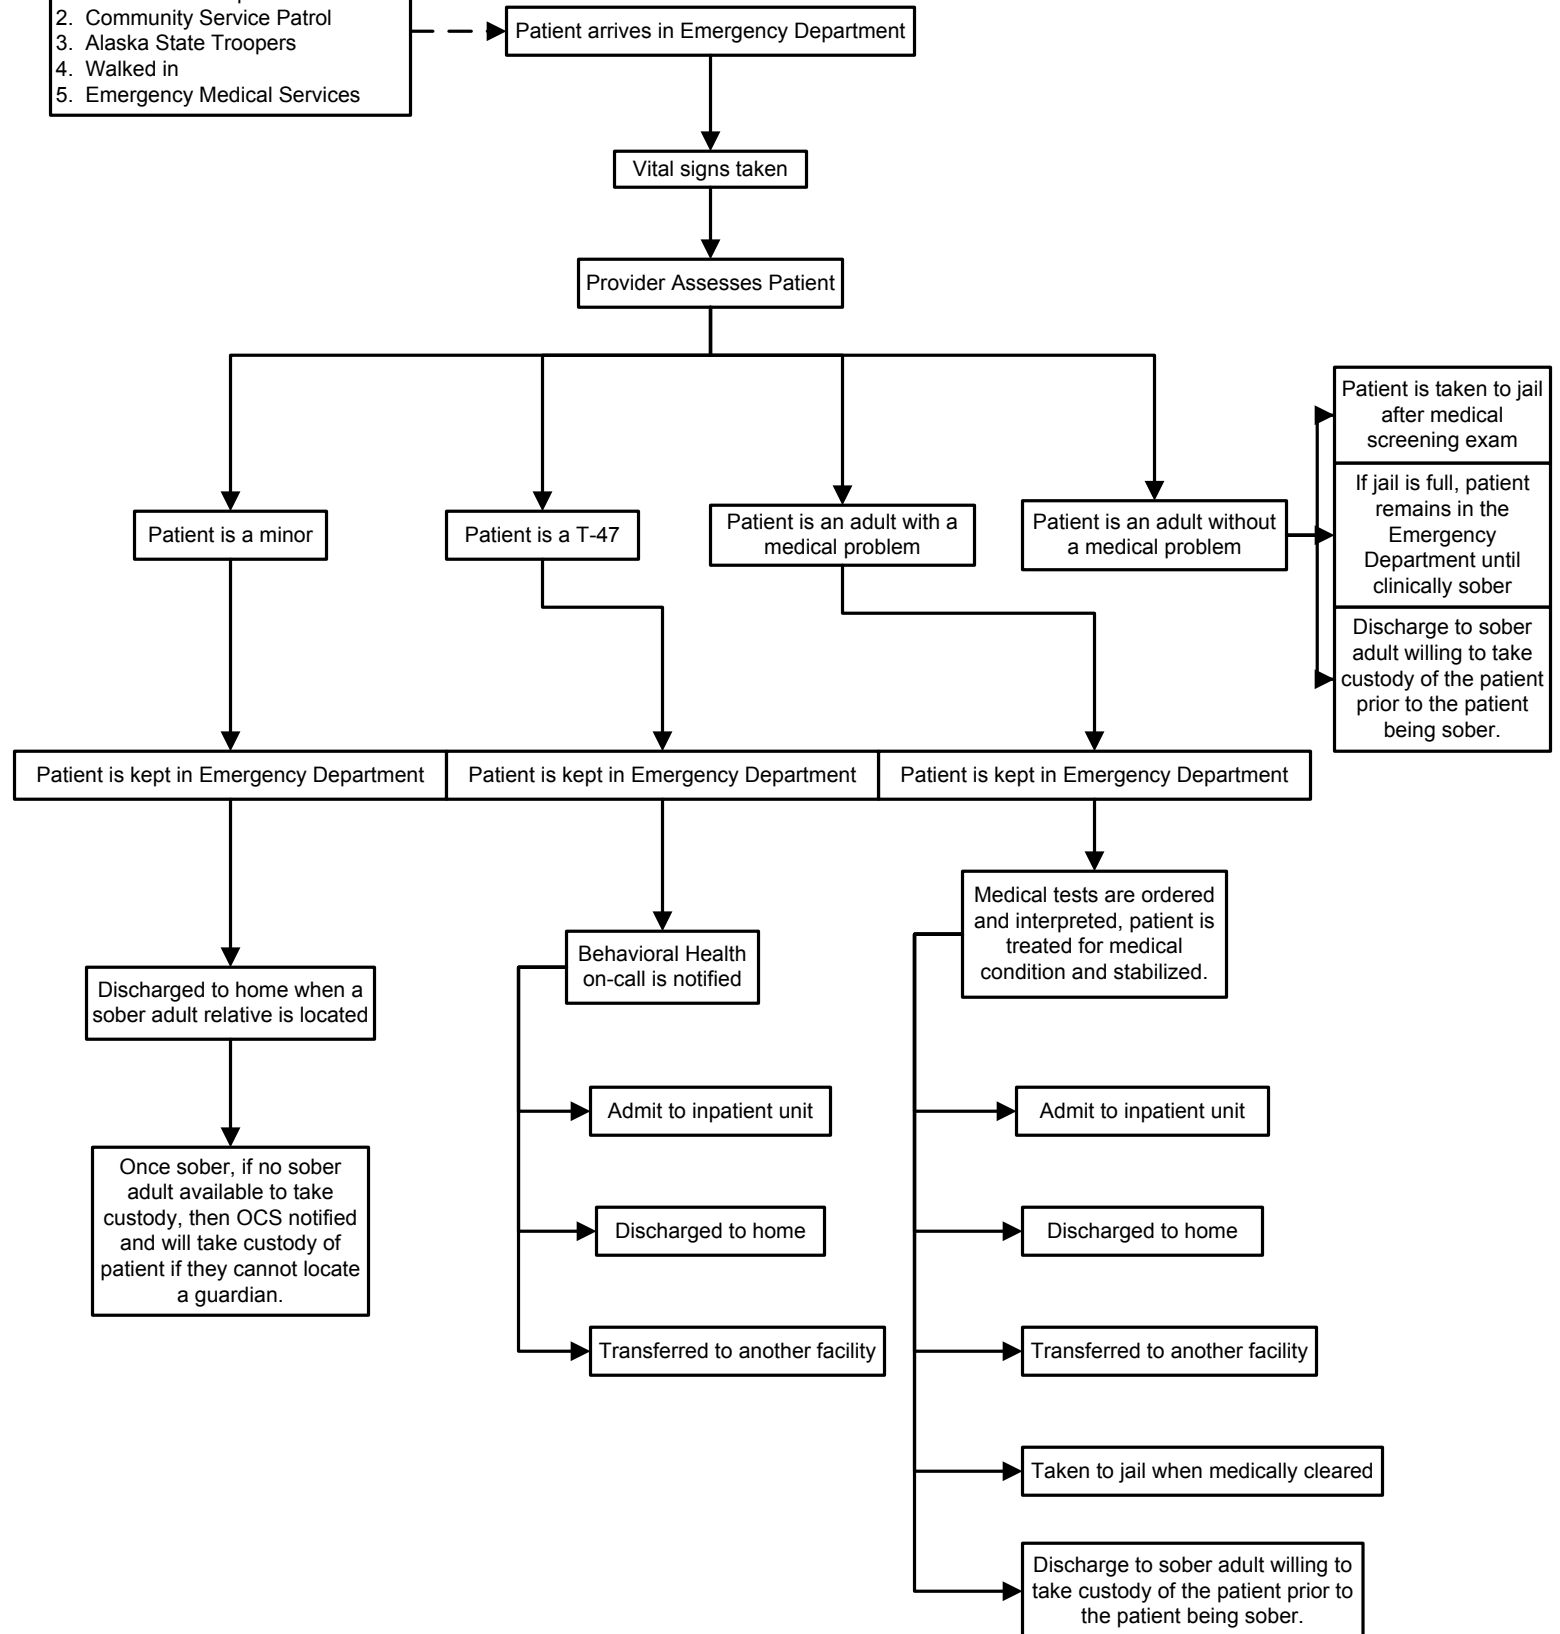 2. Community Service Patrol
3. Alaska State Troopers
4. Walked in
5. Emergency Medical Services
Patient arrives in Emergency Department
Vital signs taken
Provider Assesses Patient
Patient is a minor
Patient is a T-47
Patient is an adult with a
medical problem
Patient is an adult without
a medical problem
Patient is taken to jail
after medical
screening exam
If jail is full, patient
remains in the
Emergency
Department until
clinically sober
Discharge to sober
adult willing to take
custody of the patient
prior to the patient
being sober.
Patient is kept in Emergency Department
Patient is kept in Emergency Department
Patient is kept in Emergency Department
Discharged to home when a
sober adult relative is located
Once sober, if no sober
adult available to take
custody, then OCS notified
and will take custody of
patient if they cannot locate
a guardian.
Behavioral Health
on-call is notified
Admit to inpatient unit
Discharged to home
Transferred to another facility
Medical tests are ordered
and interpreted, patient is
treated for medical
condition and stabilized.
Admit to inpatient unit
Discharged to home
Transferred to another facility
Taken to jail when medically cleared
Discharge to sober adult willing to
take custody of the patient prior to
the patient being sober.